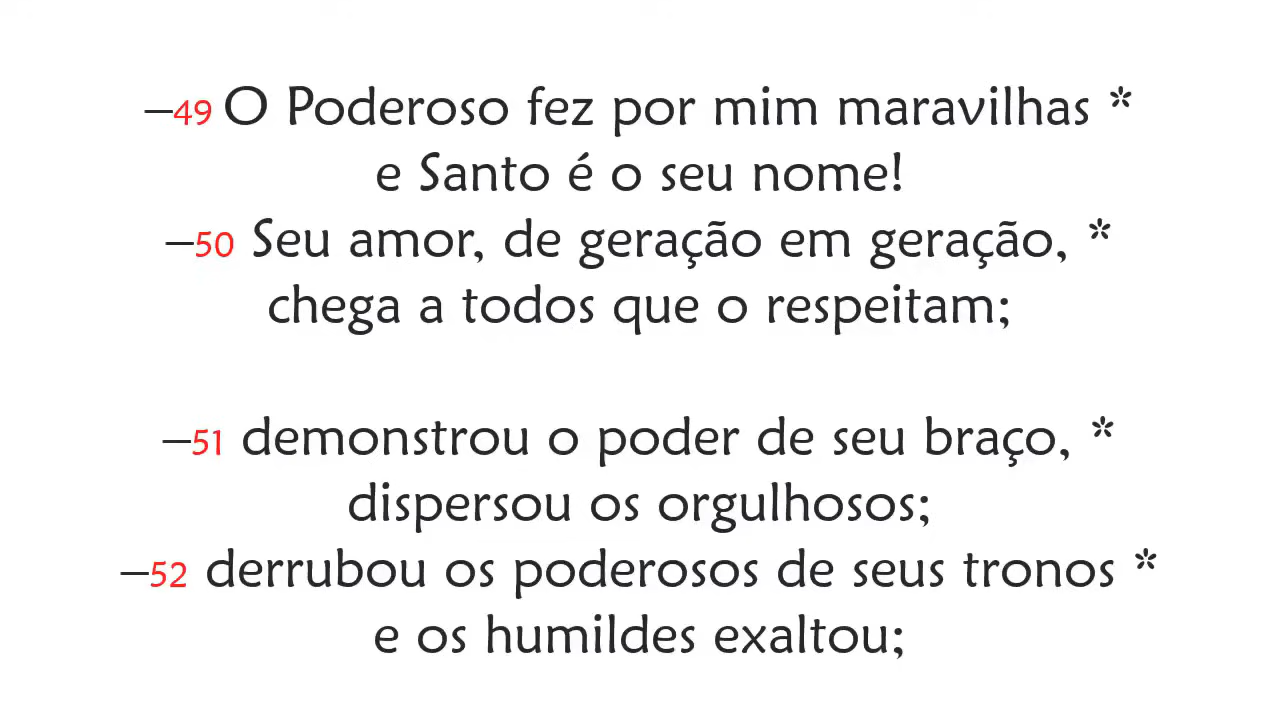 –49 O Poderoso fez por mim maravilhas *
e Santo é o seu nome!
–50 Seu amor, de geração em geração, *
chega a todos que o respeitam;
–51 demonstrou o poder de seu braço, *
dispersou os orgulhosos;
–52 derrubou os poderosos de seus tronos *
e os humildes exaltou;